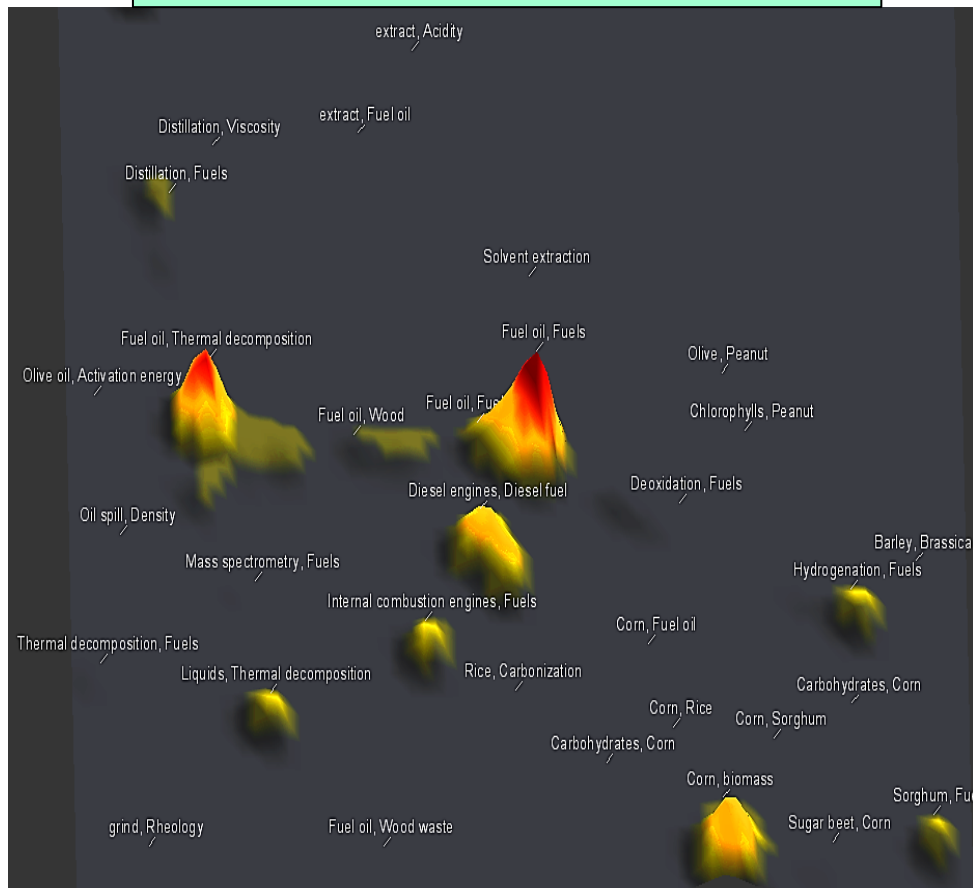 extract, Acidity
extract, Fuel oil
Distillation, Viscosity
Distillation, Fuels
Solvent extraction
Fuel oil, Thermal decomposition
Fuel oil, Fuels
Olive, Peanut
Olive oil, Activation energy
Fuel oil, Wood
Fuel oil,
Chlorophylls, Peanut
Diesel engines, Diesel fuel
Deoxidation, Fuels
Oil spill, Density
Barley, Brassica
Mass spectrometry, Fuels
Hydrogenation, Fuels
Internal combustion engines, Fuels
Corn, Fuel oil
Thermal decomposition, Fuels
Liquids, Thermal decomposition
Rice, Carbonization
Carbohydrates, Corn
Corn, Rice
Corn, Sorghum
Carbohydrates, Corn
Corn, biomass
Sorghum,
grind, Rheology
Fuel oil, Wood waste
Sugar beet, Corn